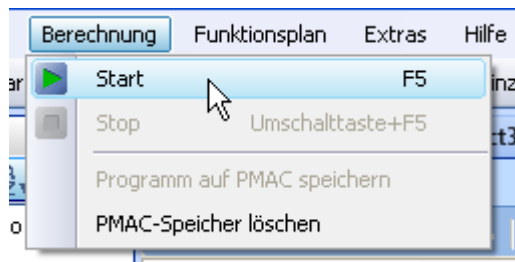 Berechnung Funktionsplan Extras Hilfe
Start F5
Stop Umschalttaste+F5
Programm auf PMAC speichern
PMAC-Speicher löschen